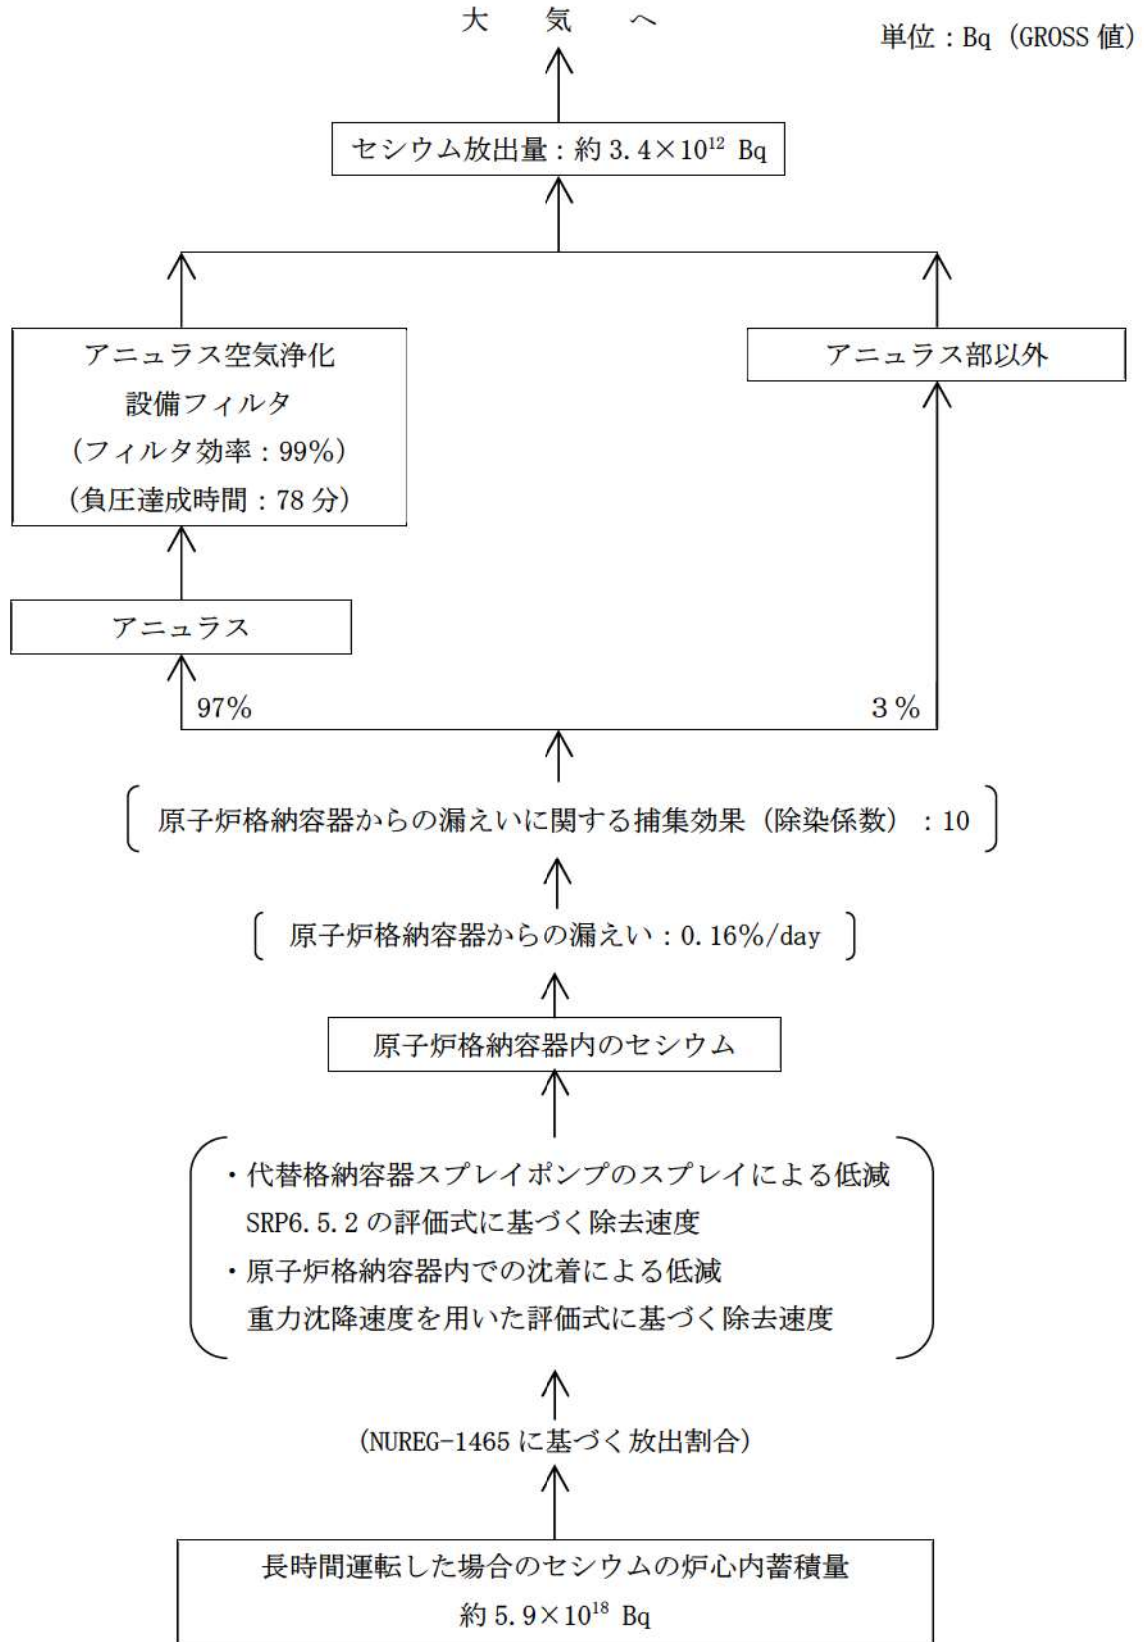 大 気 へ
単位：Bq (GROSS 値)
セシウム放出量：約 3.4×10¹² Bq
アニュラス空気浄化
設備フィルタ
(フィルタ効率：99%)
(負圧達成時間：78 分)
アニュラス部以外
アニュラス
97%
3%
原子炉格納容器からの漏えいに関する捕集効果（除染係数）：10
原子炉格納容器からの漏えい：0.16%/day
原子炉格納容器内のセシウム
・代替格納容器スプレイポンプのスプレイによる低減
SRP6.5.2 の評価式に基づく除去速度
・原子炉格納容器内での沈着による低減
重力沈降速度を用いた評価式に基づく除去速度
(NUREG-1465 に基づく放出割合)
長時間運転した場合のセシウムの炉心内蓄積量
約 5.9×10¹⁸ Bq